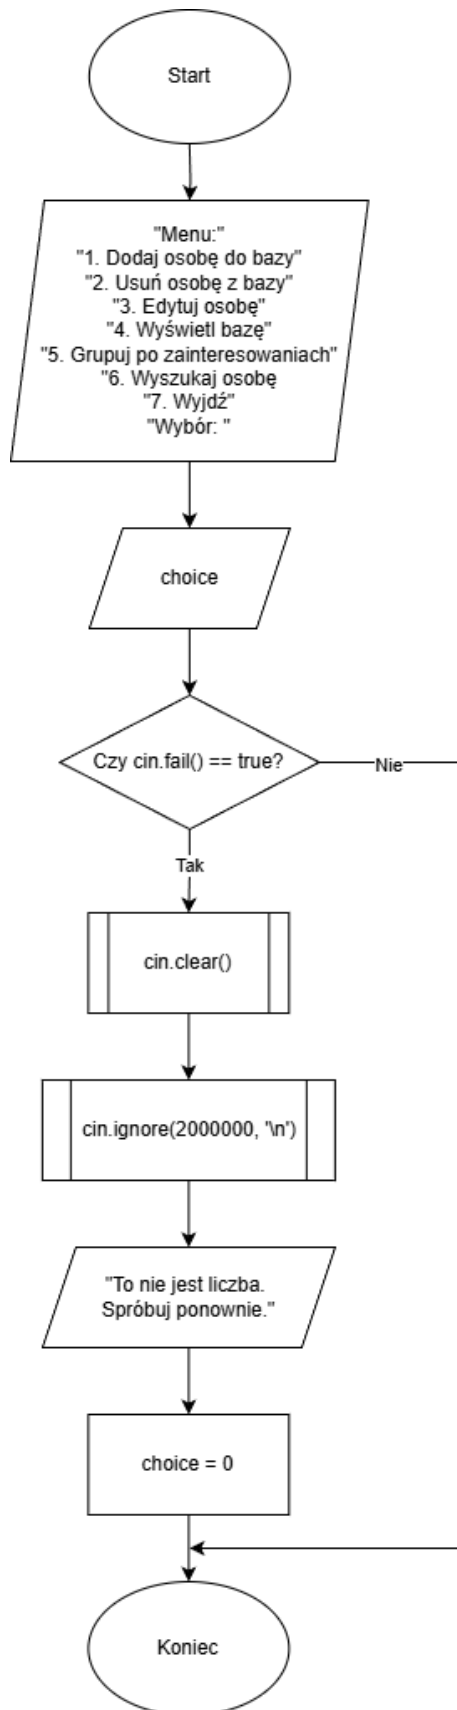 Start
"Menu:"
"1. Dodaj osobę do bazy"
"2. Usuń osobę z bazy"
"3. Edytuj osobę"
"4. Wyświetl bazę"
"5. Grupuj po zainteresowaniach"
"6. Wyszukaj osobę
"7. Wyjdź"
"Wybór: "
choice
Czy cin.fail() == true?
Nie
Tak
cin.clear()
cin.ignore(2000000, '\n')
"To nie jest liczba.
Spróbuj ponownie."
choice = 0
Koniec